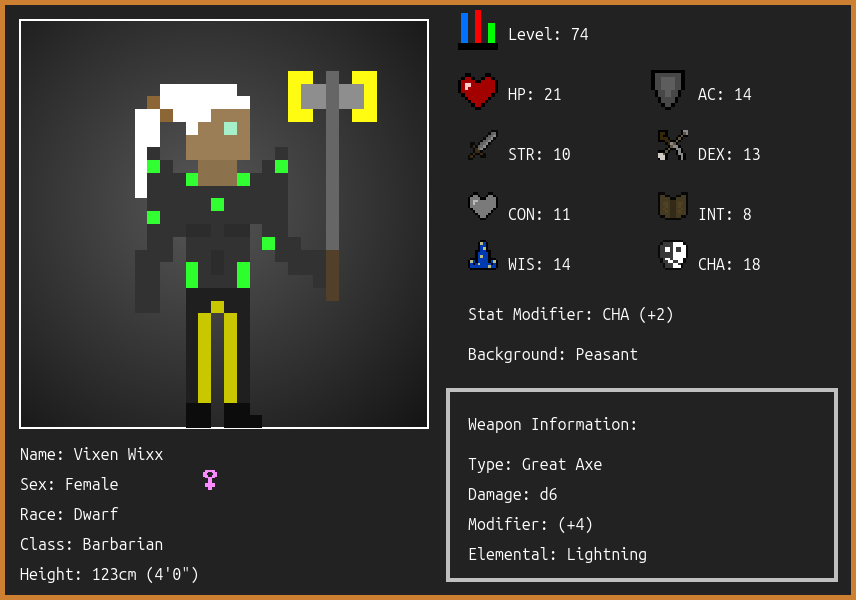 Level: 74
HP: 21
AC: 14
STR: 10
DEX: 13
CON: 11
INT: 8
WIS: 14
CHA: 18
Stat Modifier: CHA (+2)
Background: Peasant
Weapon Information:
Type: Great Axe
Damage: d6
Modifier: (+4)
Elemental: Lightning
Name: Vixen Wixx
Sex: Female
Race: Dwarf
Class: Barbarian
Height: 123cm (4'0")